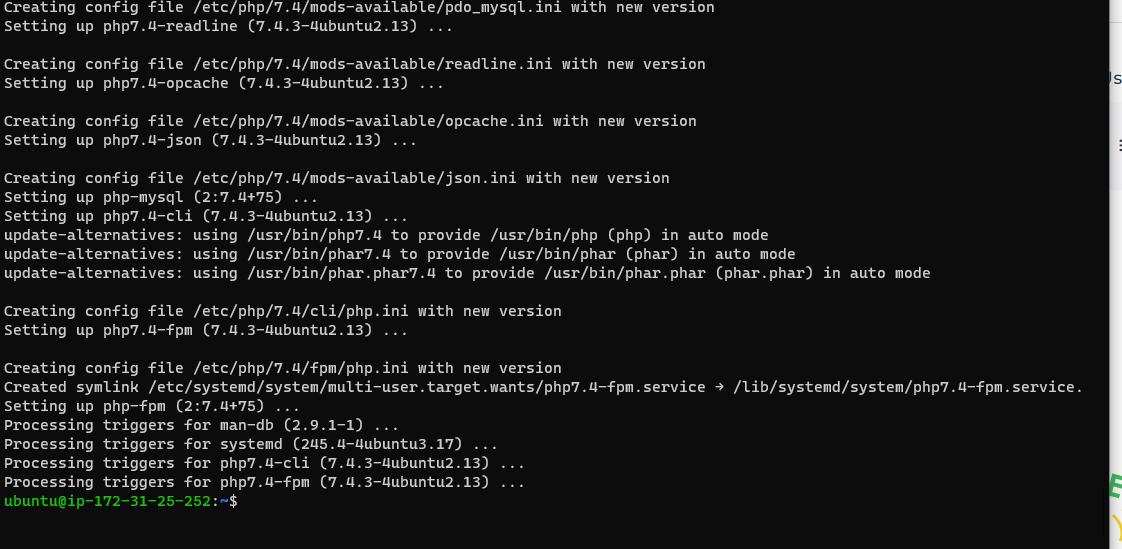 Creating config file /etc/php/7.4/mods-available/pdo_mysql.ini with new version
Setting up php7.4-readline (7.4.3-4ubuntu2.13) ...
Creating config file /etc/php/7.4/mods-available/readline.ini with new version
Setting up php7.4-opcache (7.4.3-4ubuntu2.13) ...
Creating config file /etc/php/7.4/mods-available/opcache.ini with new version
Setting up php7.4-json (7.4.3-4ubuntu2.13) ...
Creating config file /etc/php/7.4/mods-available/json.ini with new version
Setting up php-mysql (2:7.4+75) ...
Setting up php7.4-cli (7.4.3-4ubuntu2.13) ...
update-alternatives: using /usr/bin/php7.4 to provide /usr/bin/php (php) in auto mode
update-alternatives: using /usr/bin/phar7.4 to provide /usr/bin/phar (phar) in auto mode
update-alternatives: using /usr/bin/phar.phar7.4 to provide /usr/bin/phar.phar (phar.phar) in auto mode
Creating config file /etc/php/7.4/cli/php.ini with new version
Setting up php7.4-fpm (7.4.3-4ubuntu2.13) ...
Creating config file /etc/php/7.4/fpm/php.ini with new version
Created symlink /etc/systemd/system/multi-user.target.wants/php7.4-fpm.service → /lib/systemd/system/php7.4-fpm.service.
Setting up php-fpm (2:7.4+75) ...
Processing triggers for man-db (2.9.1-1) ...
Processing triggers for systemd (245.4-4ubuntu3.17) ...
Processing triggers for php7.4-cli (7.4.3-4ubuntu2.13) ...
Processing triggers for php7.4-fpm (7.4.3-4ubuntu2.13) ...
ubuntu@ip-172-31-25-252:~$